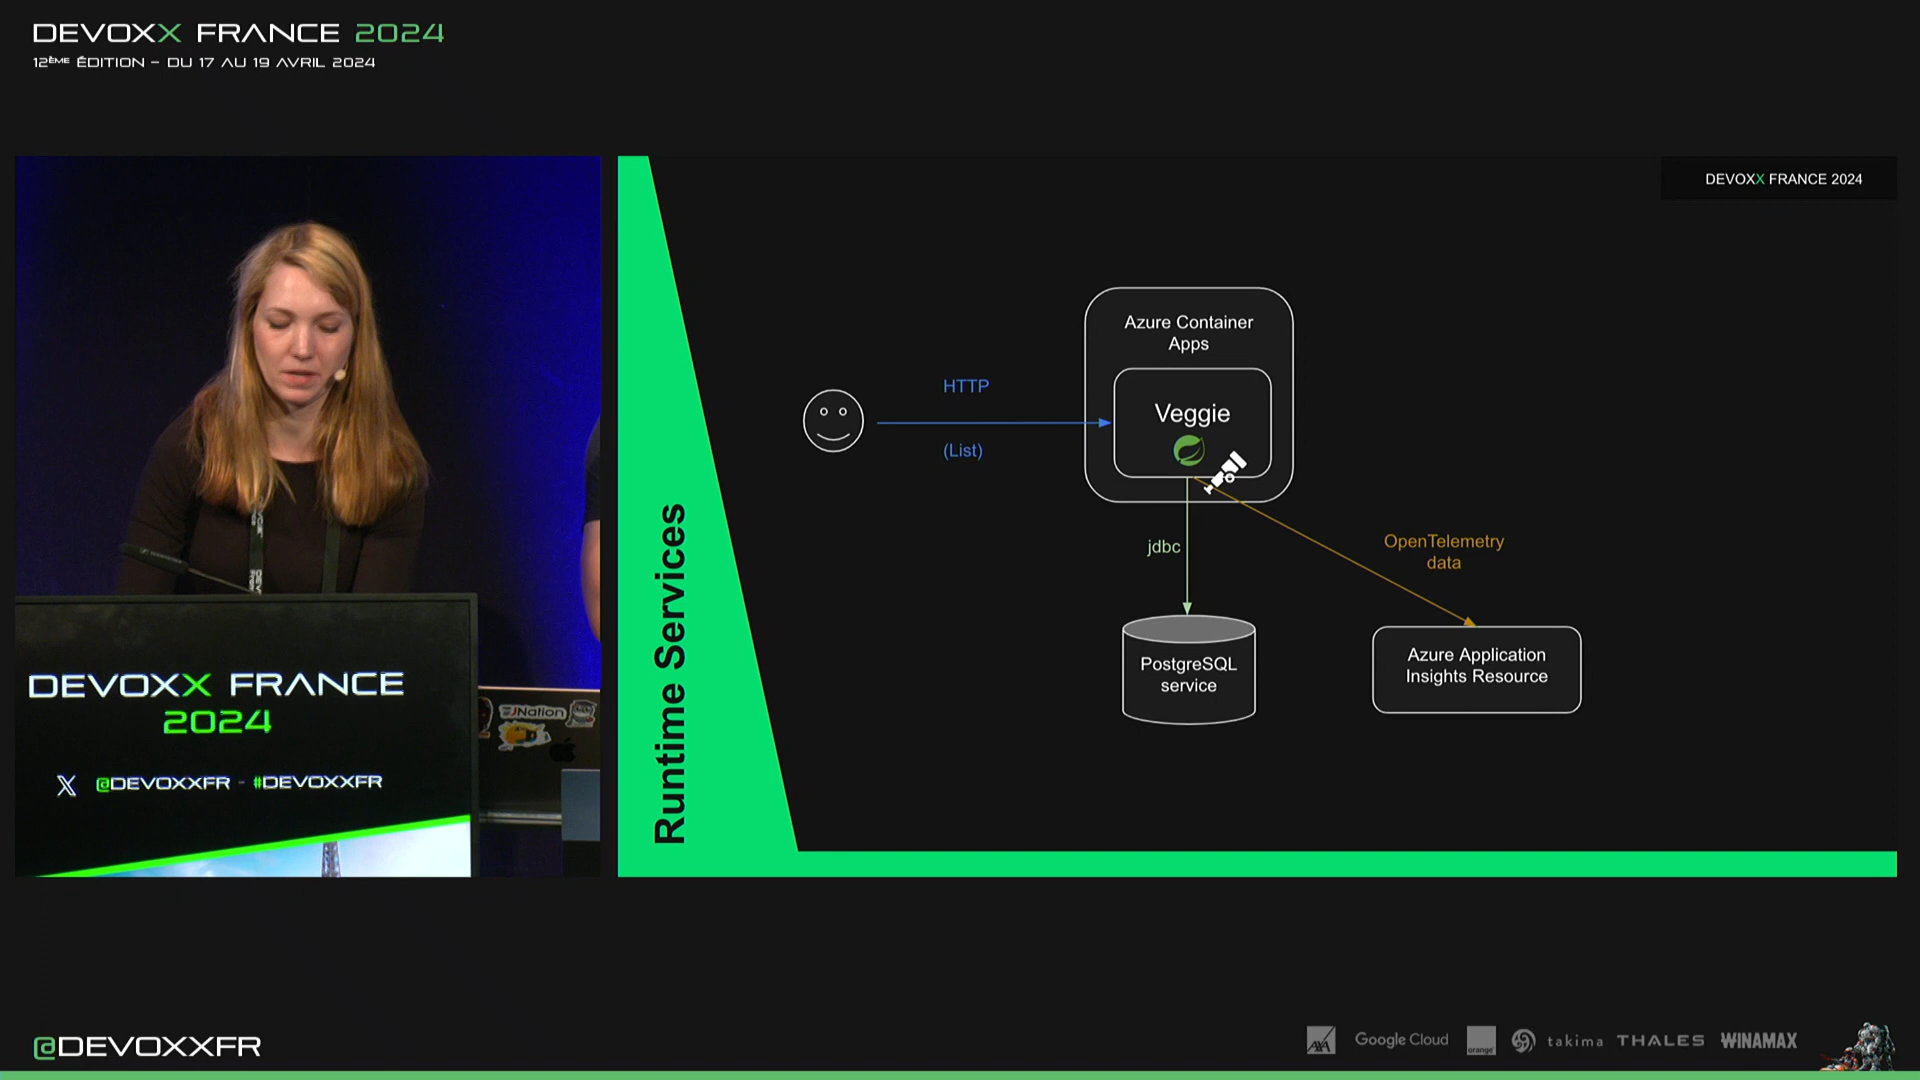 DEVOXX FRANCE 2024
12ÈME ÉDITION – DU 17 AU 19 AVRIL 2024
DEVOXX FRANCE
2024
@DEVOXXFR - #DEVOXXFR
JNation
Runtime Services
DEVOXX FRANCE 2024
HTTP
(List)
Azure Container
Apps
Veggie
jdbc
OpenTelemetry
data
PostgreSQL
service
Azure Application
Insights Resource
@DEVOXXFR
AXA
Google Cloud
orange
takima
THALES
WINAMAX